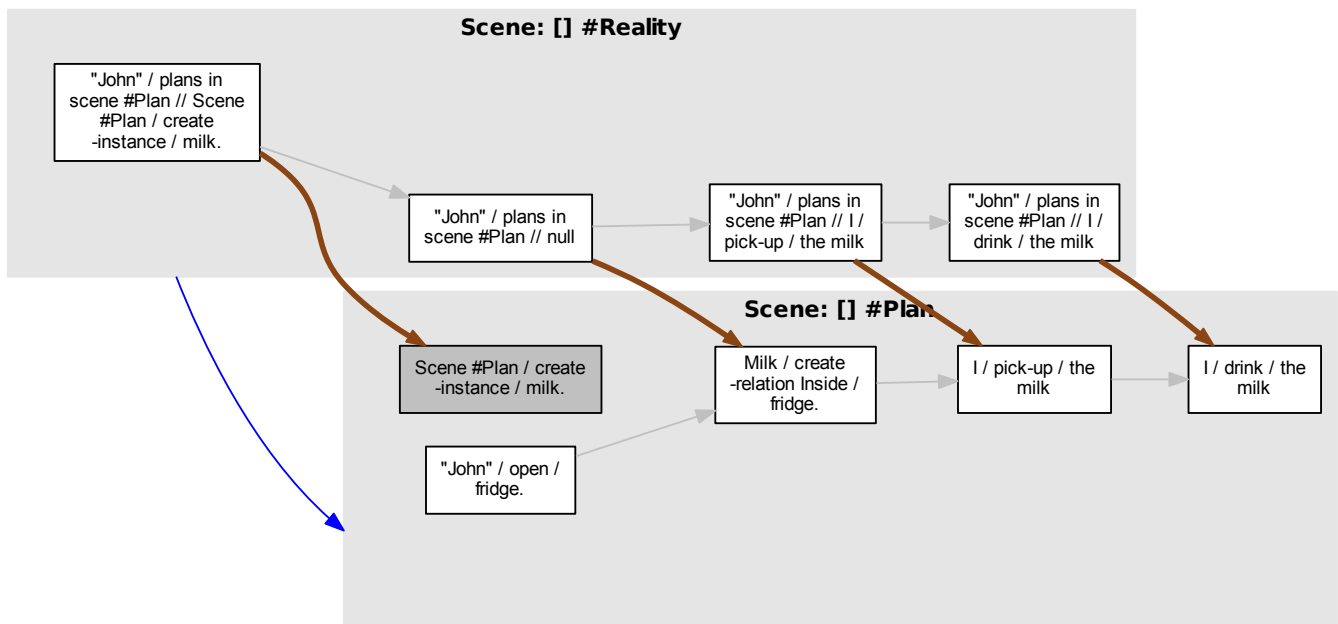 Scene: [] #Reality
"John" / plans in
scene #Plan // Scene
#Plan / create
-instance / milk.
"John" / plans in
scene #Plan // null
"John" / plans in
scene #Plan // I /
pick-up / the milk
"John" / plans in
scene #Plan // I /
drink / the milk
Scene: [] #Plan
Scene #Plan / create
-instance / milk.
Milk / create
-relation Inside /
fridge.
I / pick-up / the
milk
I / drink / the
milk
"John" / open /
fridge.